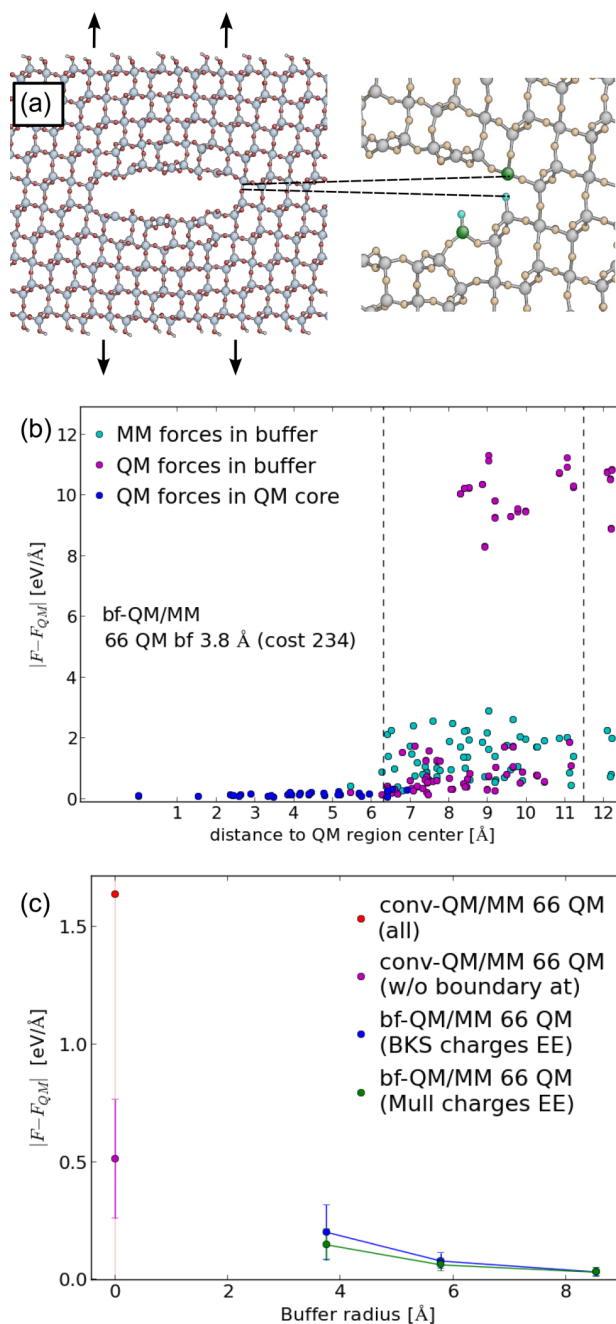 (a)
(b)
12
10
8
6
4
2
0
|F−F_QM| [eV/Å]
MM forces in buffer
QM forces in buffer
QM forces in QM core
bf-QM/MM
66 QM bf 3.8 Å (cost 234)
1 2 3 4 5 6 7 8 9 10 11 12
distance to QM region center [Å]
(c)
1.5
1.0
0.5
0.0
|F−F_QM| [eV/Å]
conv-QM/MM 66 QM
(all)
conv-QM/MM 66 QM
(w/o boundary at)
bf-QM/MM 66 QM
(BKS charges EE)
bf-QM/MM 66 QM
(Mull charges EE)
0 2 4 6 8
Buffer radius [Å]